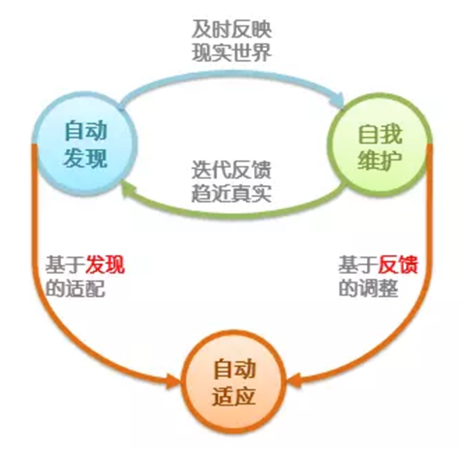 及时反映
现实世界
自动
发现
自我
维护
迭代反馈
趋近真实
基于发现
的适配
基于反馈
的调整
自动
适应